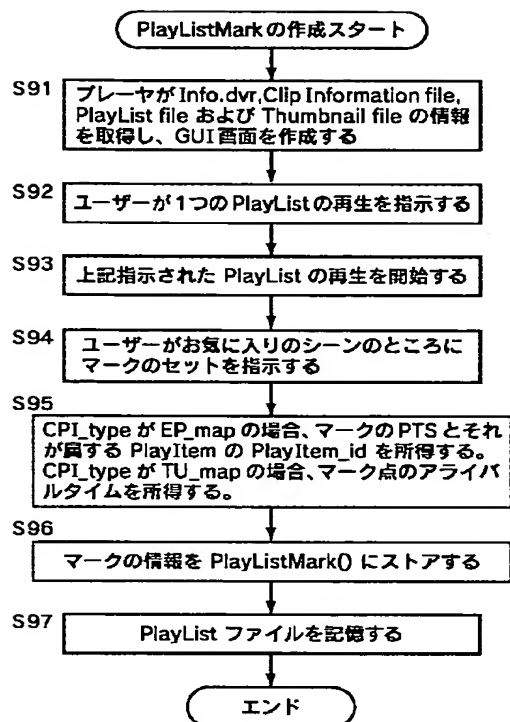 PlayListMarkの作成スタート
S91
プレーヤが Info.dvr,Clip Information file,
PlayList file および Thumbnail file の情報
を取得し、GUI画面を作成する
S92
ユーザーが1つのPlayListの再生を指示する
S93
上記指示された PlayList の再生を開始する
S94
ユーザーがお気に入りのシーンのところに
マークのセットを指示する
S95
CPI_type が EP_map の場合、マークの PTS とそれ
が属する PlayItem の PlayItem_id を所得する。
CPI_type が TU_map の場合、マーク点のアライバ
ルタイムを所得する。
S96
マークの情報を PlayListMark() にストアする
S97
PlayList ファイルを記憶する
エンド